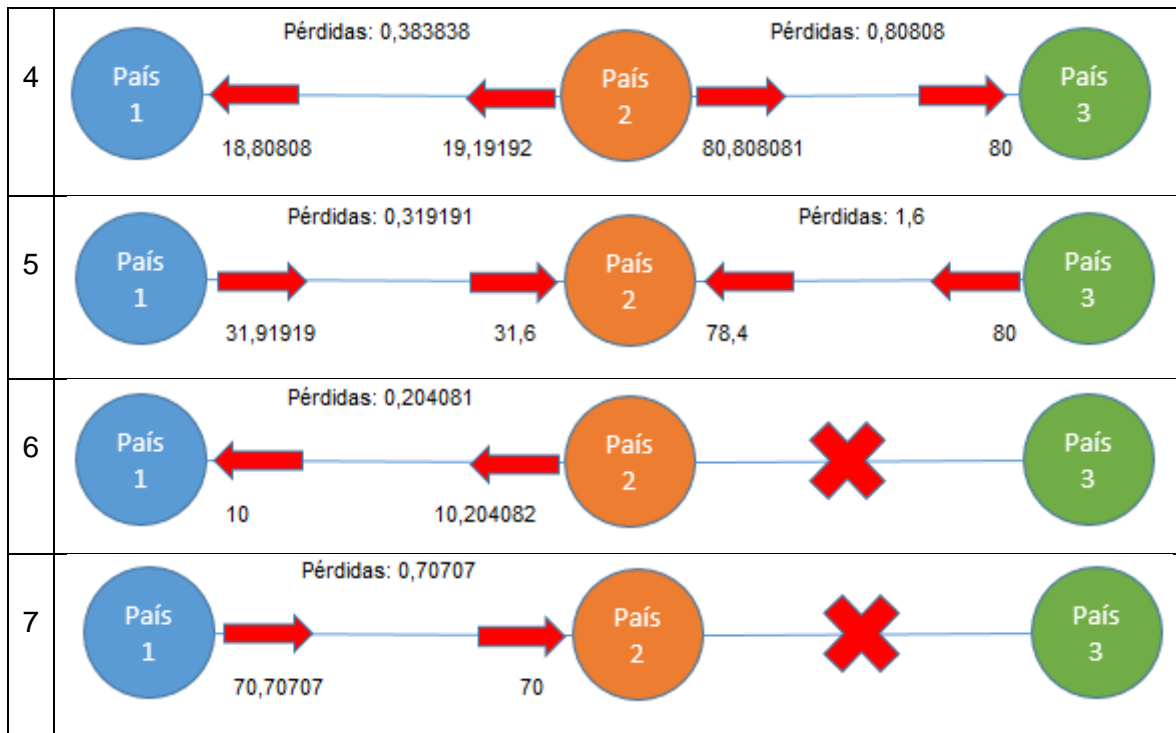 4
Pérdidas: 0,383838
Pérdidas: 0,80808
País
1
País
2
País
3
18,80808
19,19192
80,808081
80
5
Pérdidas: 0,319191
Pérdidas: 1,6
País
1
País
2
País
3
31,91919
31,6
78,4
80
6
Pérdidas: 0,204081
País
1
País
2
País
3
10
10,204082
7
Pérdidas: 0,70707
País
1
País
2
País
3
70,70707
70